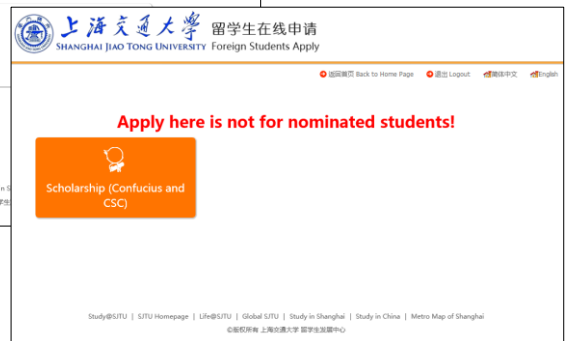 上海交通大學 留学生在线申请
SHANGHAI JIAO TONG UNIVERSITY Foreign Students Apply
返回首页 Back to Home Page 退出 Logout 简体中文 English
Apply here is not for nominated students!
Scholarship (Confucius and
CSC)
Study@SJTU | SJTU Homepage | Life@SJTU | Global SJTU | Study in Shanghai | Study in China | Metro Map of Shanghai
©版权所有 上海交通大学 留学生发展中心